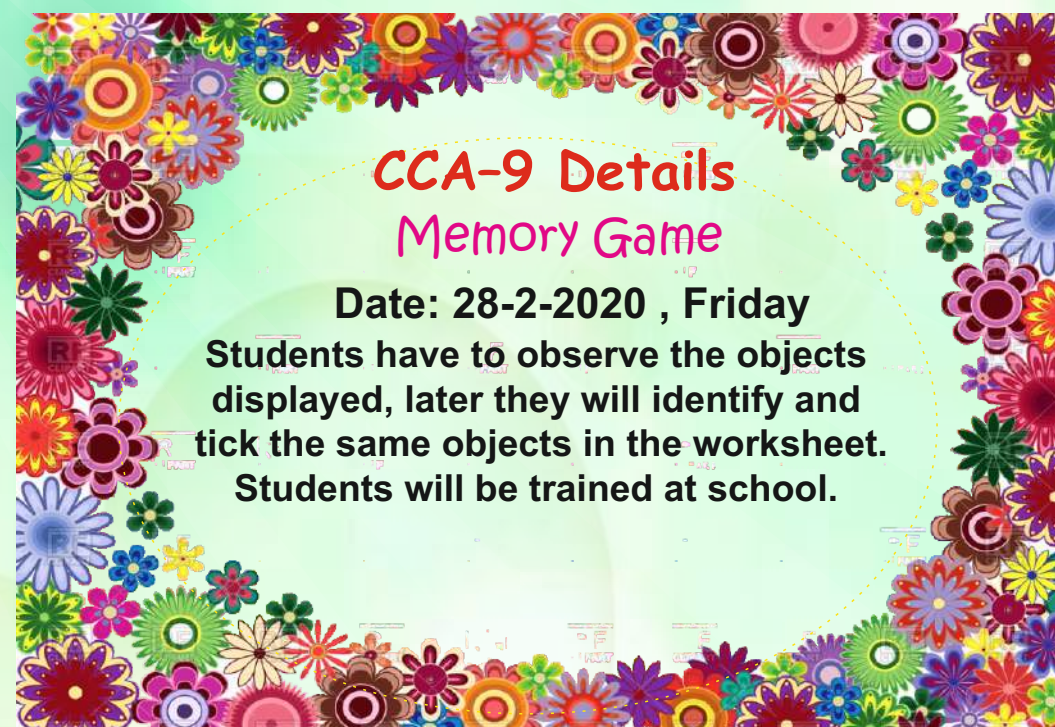 CCA-9 Details
Memory Game
Date: 28-2-2020 , Friday
Students have to observe the objects
displayed, later they will identify and
tick the same objects in the worksheet.
Students will be trained at school.